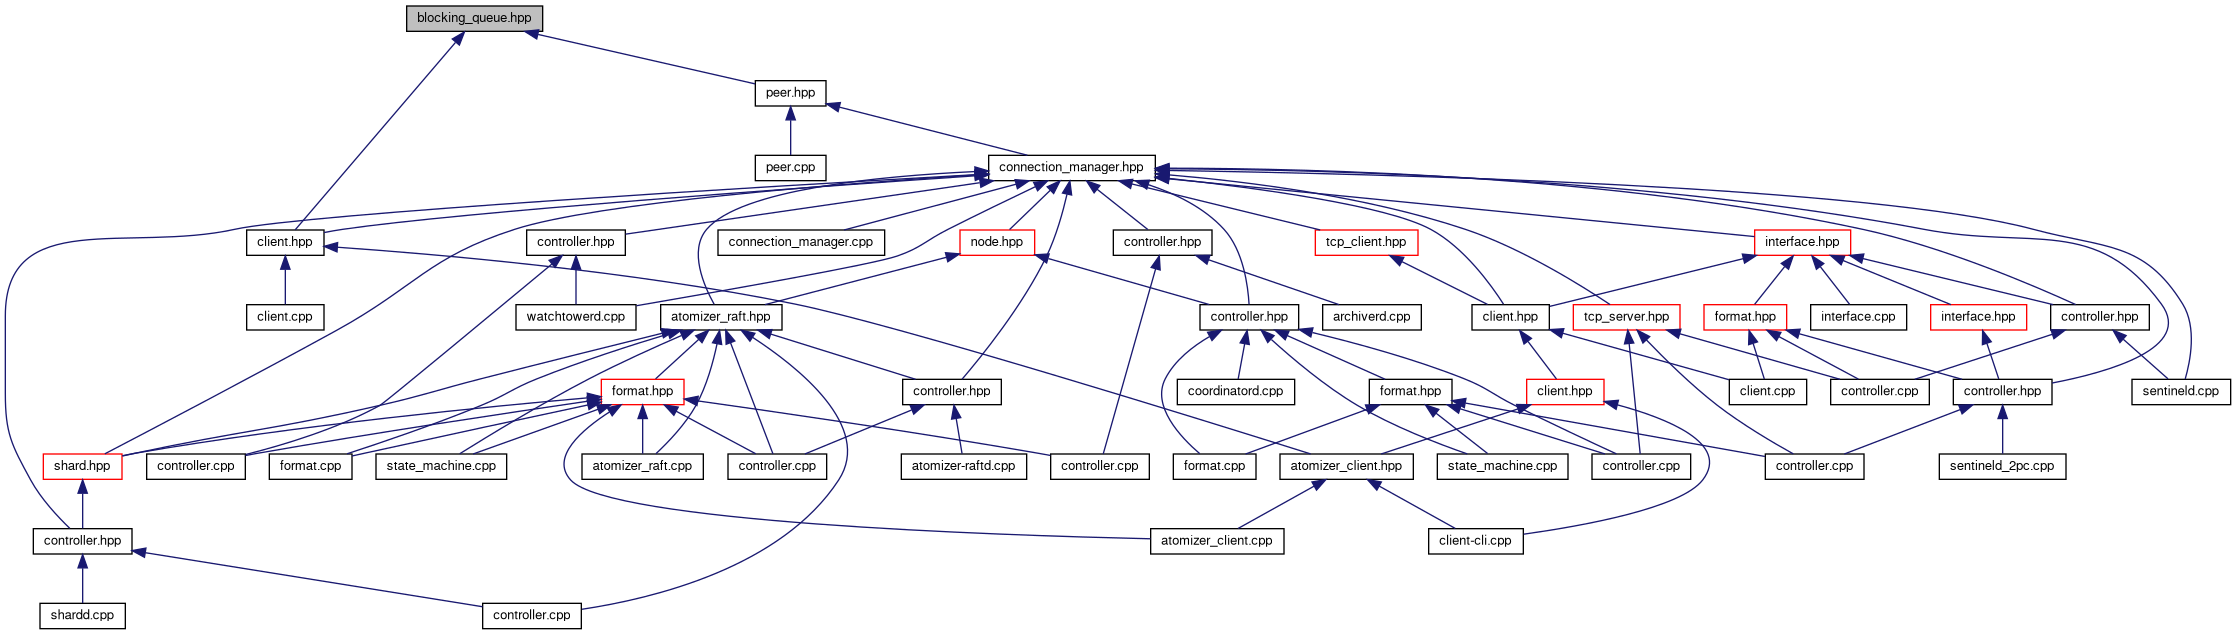 blocking_queue.hpp
peer.hpp
peer.cpp
connection_manager.hpp
client.hpp
controller.hpp
connection_manager.cpp
node.hpp
controller.hpp
tcp_client.hpp
interface.hpp
client.cpp
watchtowerd.cpp
atomizer_raft.hpp
controller.hpp
archiverd.cpp
client.hpp
tcp_server.hpp
format.hpp
interface.cpp
interface.hpp
controller.hpp
format.hpp
controller.hpp
coordinatord.cpp
format.hpp
client.hpp
client.cpp
controller.cpp
controller.hpp
sentineld.cpp
shard.hpp
controller.cpp
format.cpp
state_machine.cpp
atomizer_raft.cpp
controller.cpp
atomizer-raftd.cpp
controller.cpp
format.cpp
atomizer_client.hpp
state_machine.cpp
controller.cpp
controller.cpp
sentineld_2pc.cpp
controller.hpp
atomizer_client.cpp
client-cli.cpp
shardd.cpp
controller.cpp